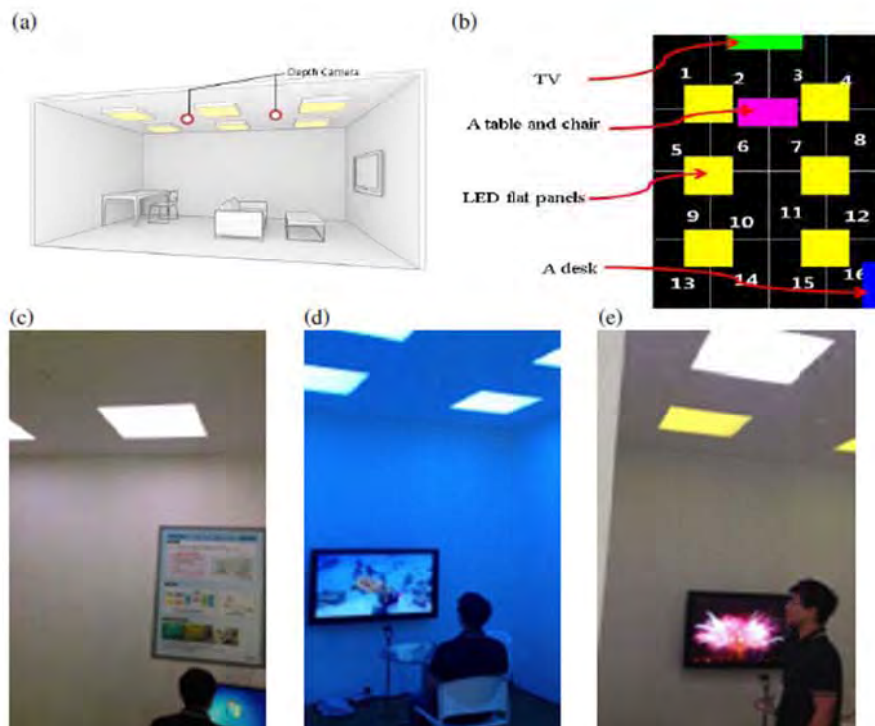 (a)
Depth Camera
(b)
TV
A table and chair
LED flat panels
A desk
1
2
3
4
5
6
7
8
9
10
11
12
13
14
15
16
(c)
(d)
(e)